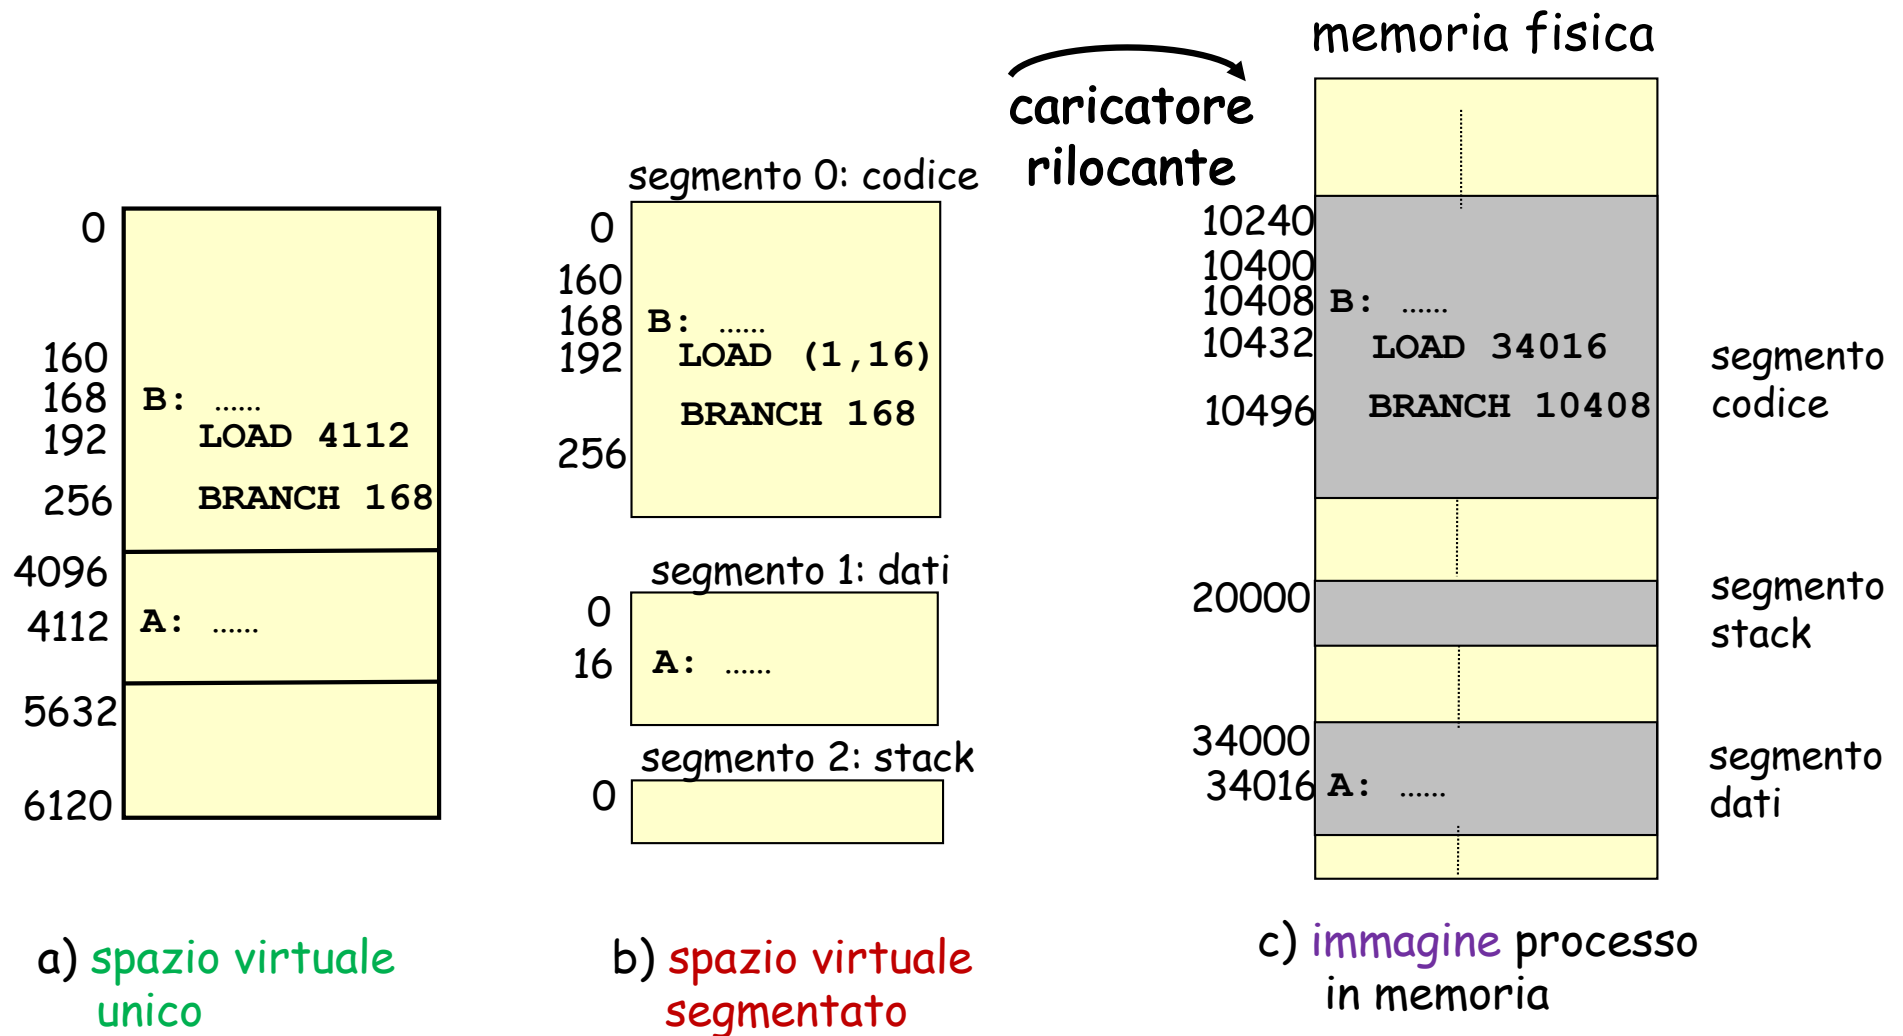 memoria fisica
caricatore
rilocante
0
160
168
192
256
4096
4112
5632
6120
B: ......
LOAD 4112
BRANCH 168
A: ......
segmento 0: codice
0
160
168
192
256
B: ......
LOAD (1,16)
BRANCH 168
segmento 1: dati
0
16
A: ......
segmento 2: stack
0
10240
10400
10408
10432
10496
20000
34000
34016
B: ......
LOAD 34016
BRANCH 10408
A: ......
segmento
codice
segmento
stack
segmento
dati
a) spazio virtuale
unico
b) spazio virtuale
segmentato
c) immagine processo
in memoria